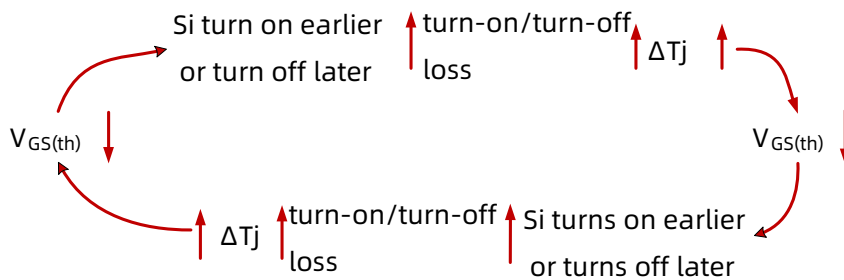 Si turn on earlier
or turn off later
turn-on/turn-off
loss
ΔTj
VGS(th)
VGS(th)
ΔTj
turn-on/turn-off
loss
Si turns on earlier
or turns off later